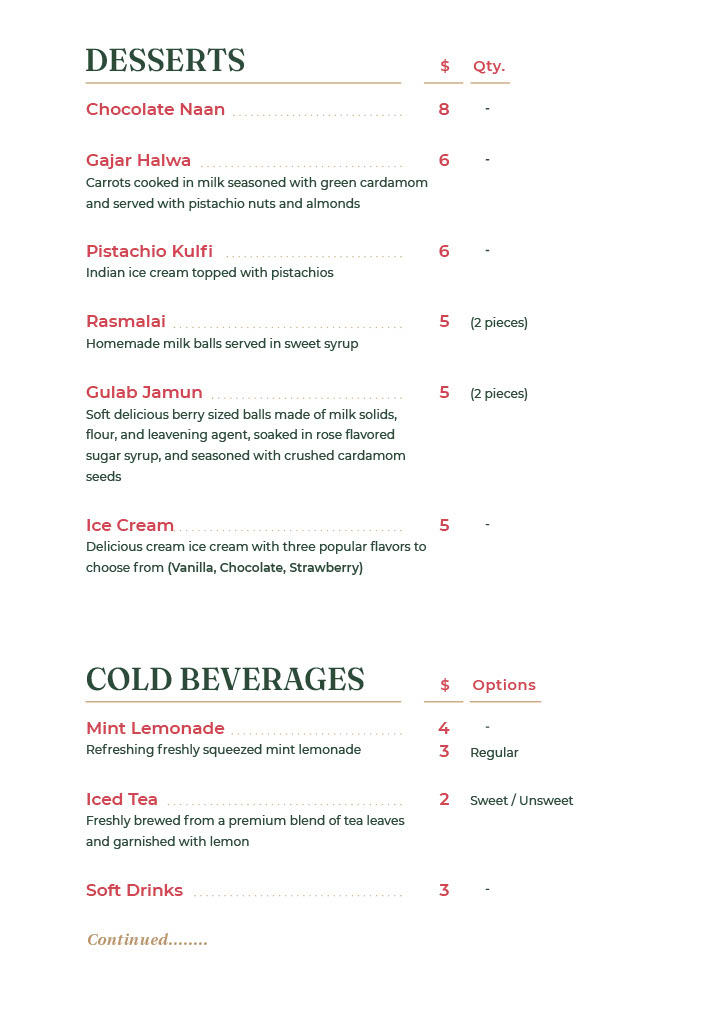 DESSERTS $ Qty.
Chocolate Naan ........................................ 8 -
Gajar Halwa ........................................ 6 -
Carrots cooked in milk seasoned with green cardamom
and served with pistachio nuts and almonds
Pistachio Kulfi ........................................ 6 -
Indian ice cream topped with pistachios
Rasmalai ........................................ 5 (2 pieces)
Homemade milk balls served in sweet syrup
Gulab Jamun ........................................ 5 (2 pieces)
Soft delicious berry sized balls made of milk solids,
flour, and leavening agent, soaked in rose flavored
sugar syrup, and seasoned with crushed cardamom
seeds
Ice Cream ........................................ 5 -
Delicious cream ice cream with three popular flavors to
choose from (Vanilla, Chocolate, Strawberry)
COLD BEVERAGES $ Options
Mint Lemonade ........................................ 4 -
Refreshing freshly squeezed mint lemonade 3 Regular
Iced Tea ........................................ 2 Sweet / Unsweet
Freshly brewed from a premium blend of tea leaves
and garnished with lemon
Soft Drinks ........................................ 3 -
Continued........